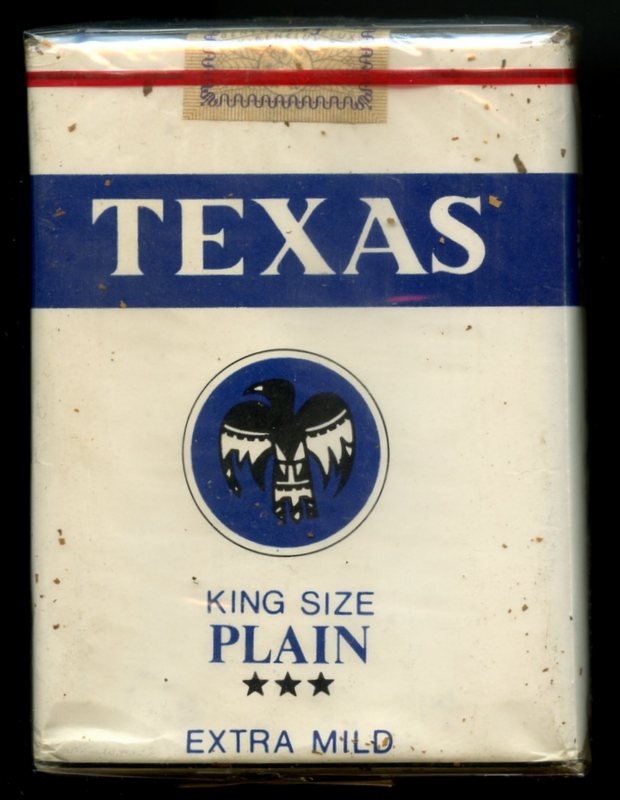 TEXAS
KING SIZE
PLAIN
★★★
EXTRA MILD